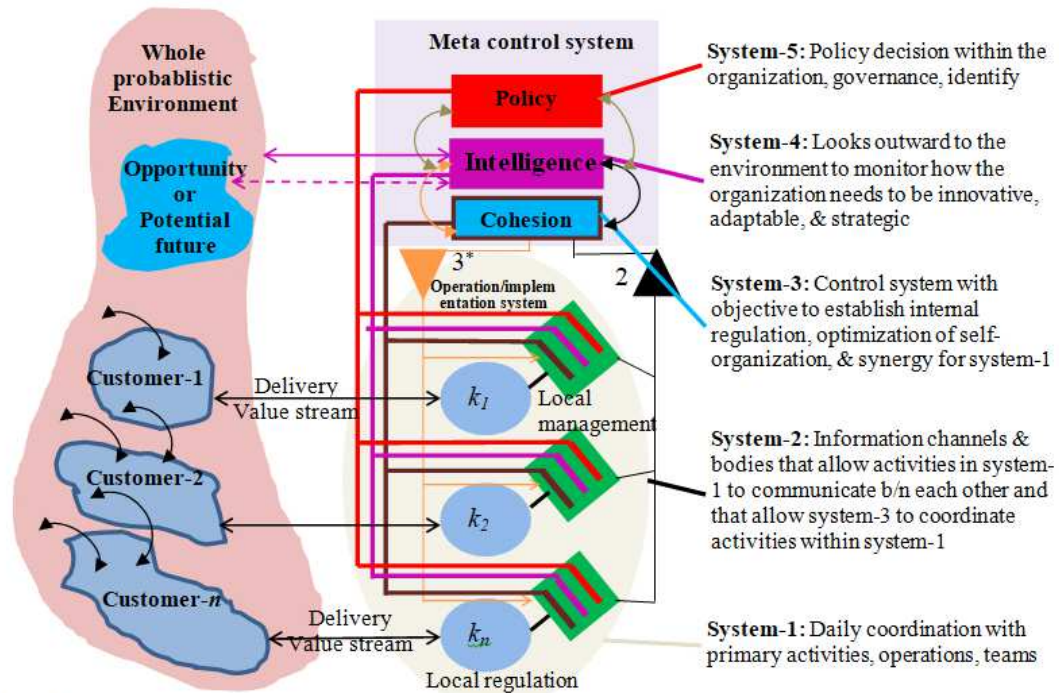 Whole
probablistic
Environment
Opportunity
or
Potential
future
Customer-1
Customer-2
Customer-n
Delivery
Value stream
Delivery
Value stream
Meta control system
Policy
Intelligence
Cohesion
3*
2
Operation/implem
entation system
k1
Local
management
k2
kn
Local regulation
System-5: Policy decision within the
organization, governance, identify
System-4: Looks outward to the
environment to monitor how the
organization needs to be innovative,
adaptable, & strategic
System-3: Control system with
objective to establish internal
regulation, optimization of self-
organization, & synergy for system-1
System-2: Information channels &
bodies that allow activities in system-
1 to communicate b/n each other and
that allow system-3 to coordinate
activities within system-1
System-1: Daily coordination with
primary activities, operations, teams